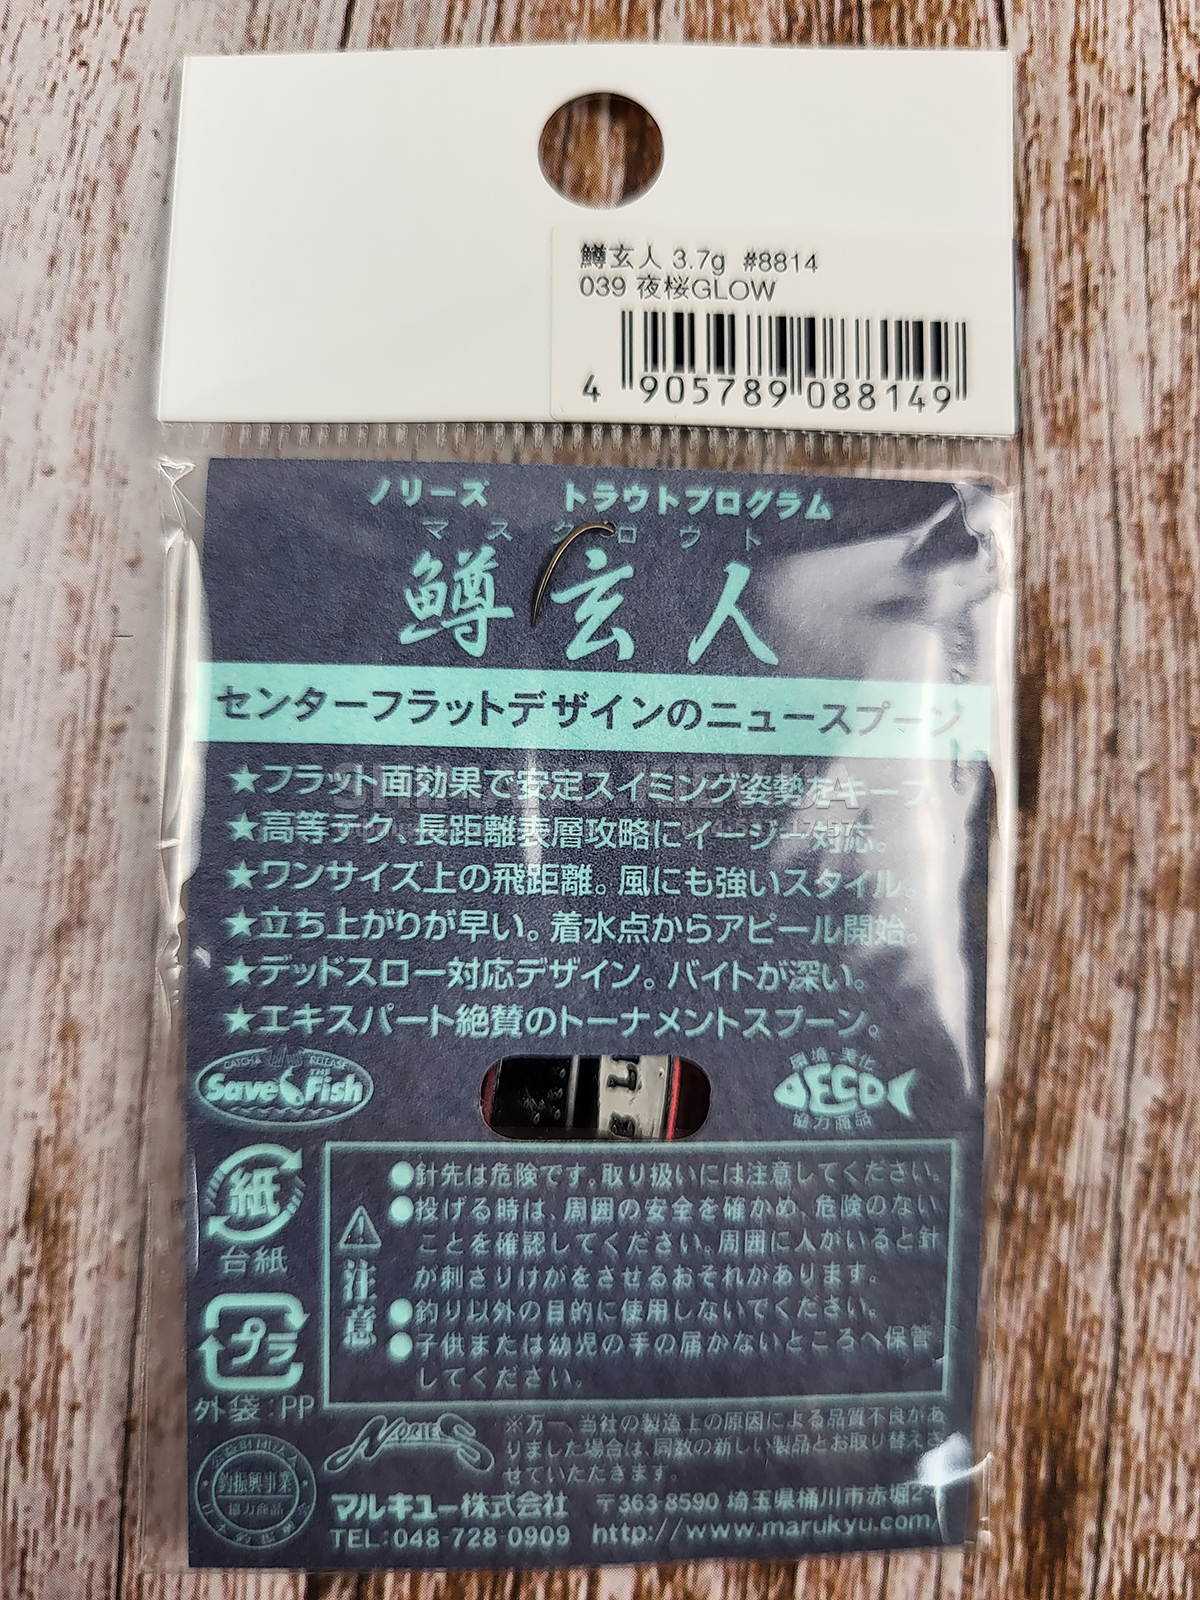 鱒玄人 3.7g #8814
039 夜桜GLOW
4 905789 088149
ノリーズ トラウトプログラム
マスクロウト
鱒玄人
センターフラットデザインのニュースプーン
★フラット面効果で安定スイミング姿勢をキープ。
★高等テク、長距離表層攻略にイージー対応。
★ワンサイズ上の飛距離。風にも強いスタイル。
★立ち上がりが早い。着水点からアピール開始。
★デッドスロー対応デザイン。バイトが深い。
★エキスパート絶賛のトーナメントスプーン。
CATCH & RELEASE
THE
Save Fish
環境・美化
ECO
協力商品
紙
台紙
プラ
外袋:PP
注意
●針先は危険です。取り扱いには注意してください。
●投げる時は、周囲の安全を確かめ、危険のない
ことを確認してください。周囲に人がいると針
が刺さりけがをさせるおそれがあります。
●釣り以外の目的に使用しないでください。
●子供または幼児の手の届かないところへ保管
してください。
釣振興事業
協力商品
NORIES
※万一、当社の製造上の原因による品質不良があ
りました場合は、同数の新しい製品とお取り替えさ
せていただきます。
マルキユー株式会社 〒363-8590 埼玉県桶川市赤堀2-
TEL:048-728-0909 http://www.marukyu.com/